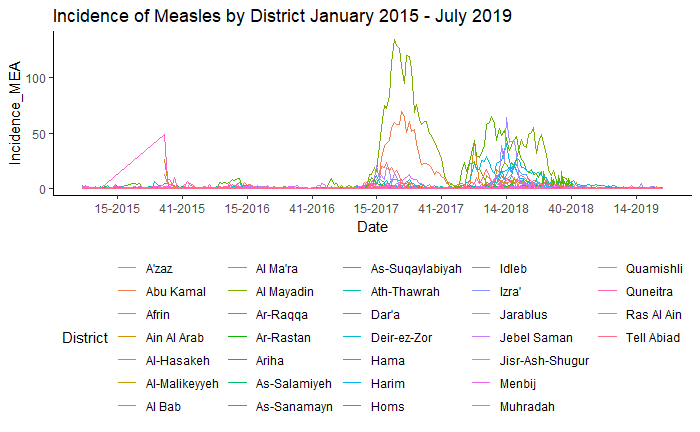 Incidence of Measles by District January 2015 - July 2019
Incidence_MEA
100
50
0
15-2015 41-2015 15-2016 41-2016 15-2017 41-2017 14-2018 40-2018 14-2019
Date
District
A'zaz Al Ma'ra As-Suqaylabiyah Idleb Quamishli
Abu Kamal Al Mayadin Ath-Thawrah Izra' Quneitra
Afrin Ar-Raqqa Dar'a Jarablus Ras Al Ain
Ain Al Arab Ar-Rastan Deir-ez-Zor Jebel Saman Tell Abiad
Al-Hasakeh Ariha Hama Jisr-Ash-Shugur
Al-Malikeyyeh As-Salamiyeh Harim Menbij
Al Bab As-Sanamayn Homs Muhradah